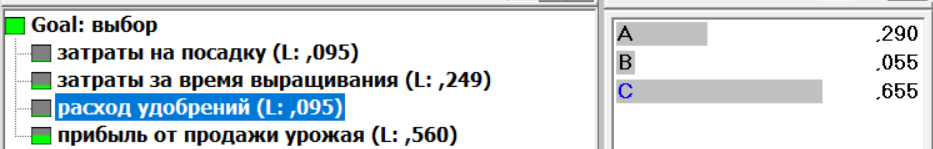 Goal: выбор
затраты на посадку (L: ,095)
затраты за время выращивания (L: ,249)
расход удобрений (L: ,095)
прибыль от продажи урожая (L: ,560)
A ,290
B ,055
C ,655